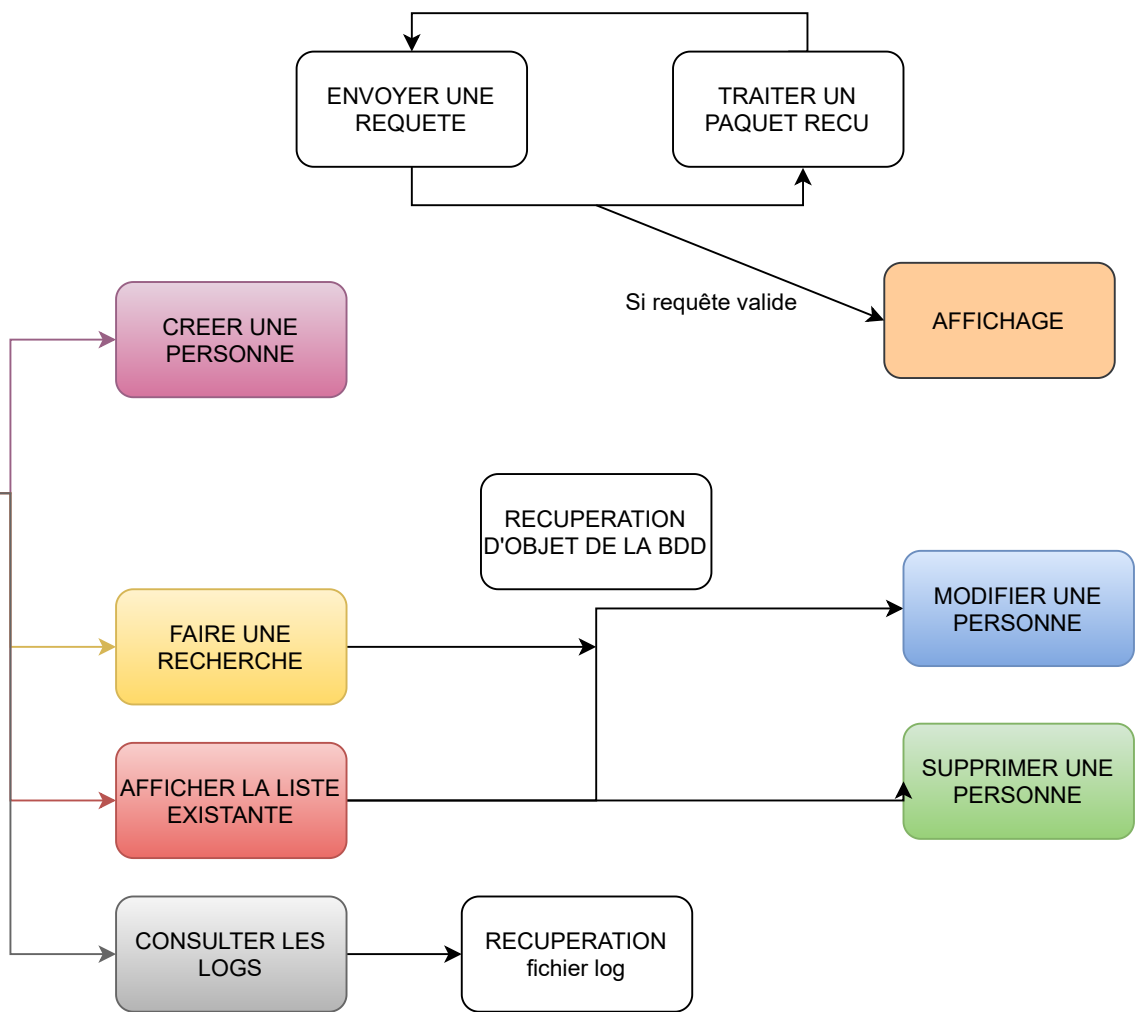 ENVOYER UNE
REQUETE
TRAITER UN
PAQUET RECU
Si requête valide
AFFICHAGE
CREER UNE
PERSONNE
RECUPERATION
D'OBJET DE LA BDD
MODIFIER UNE
PERSONNE
FAIRE UNE
RECHERCHE
SUPPRIMER UNE
PERSONNE
AFFICHER LA LISTE
EXISTANTE
CONSULTER LES
LOGS
RECUPERATION
fichier log